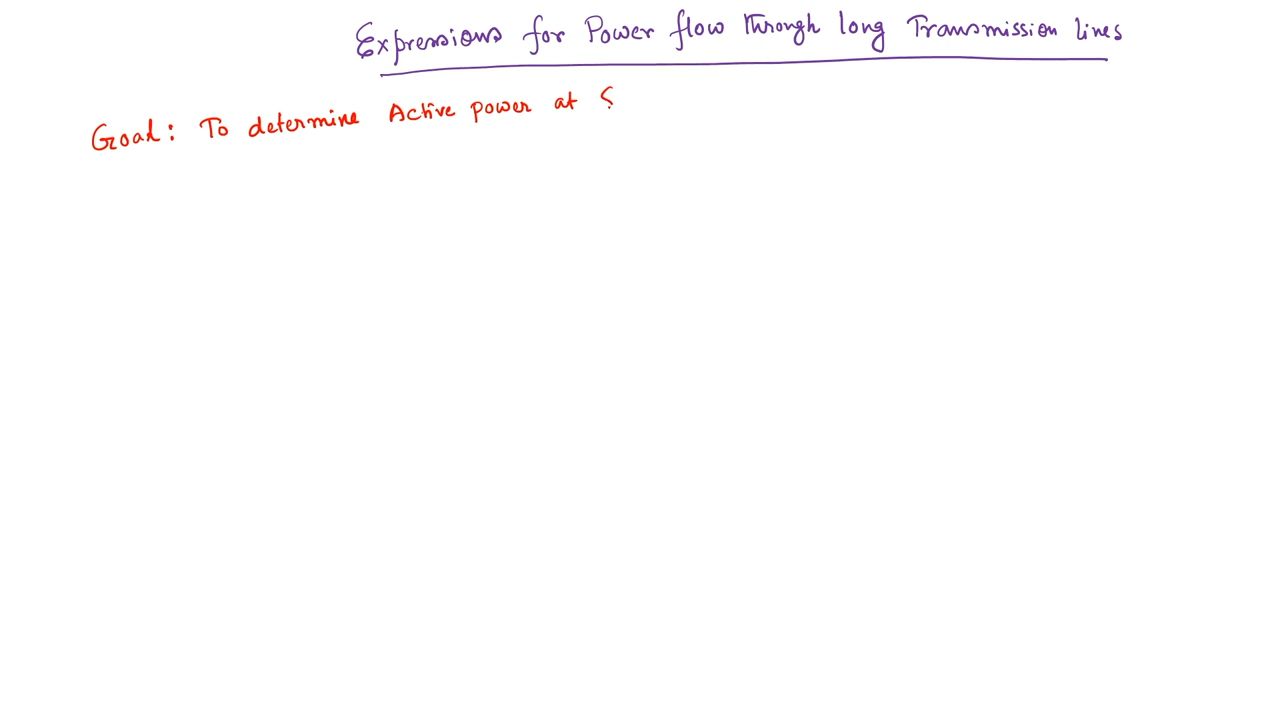 Expressions for Power flow through long Transmission lines
Goal: To determine Active power at S